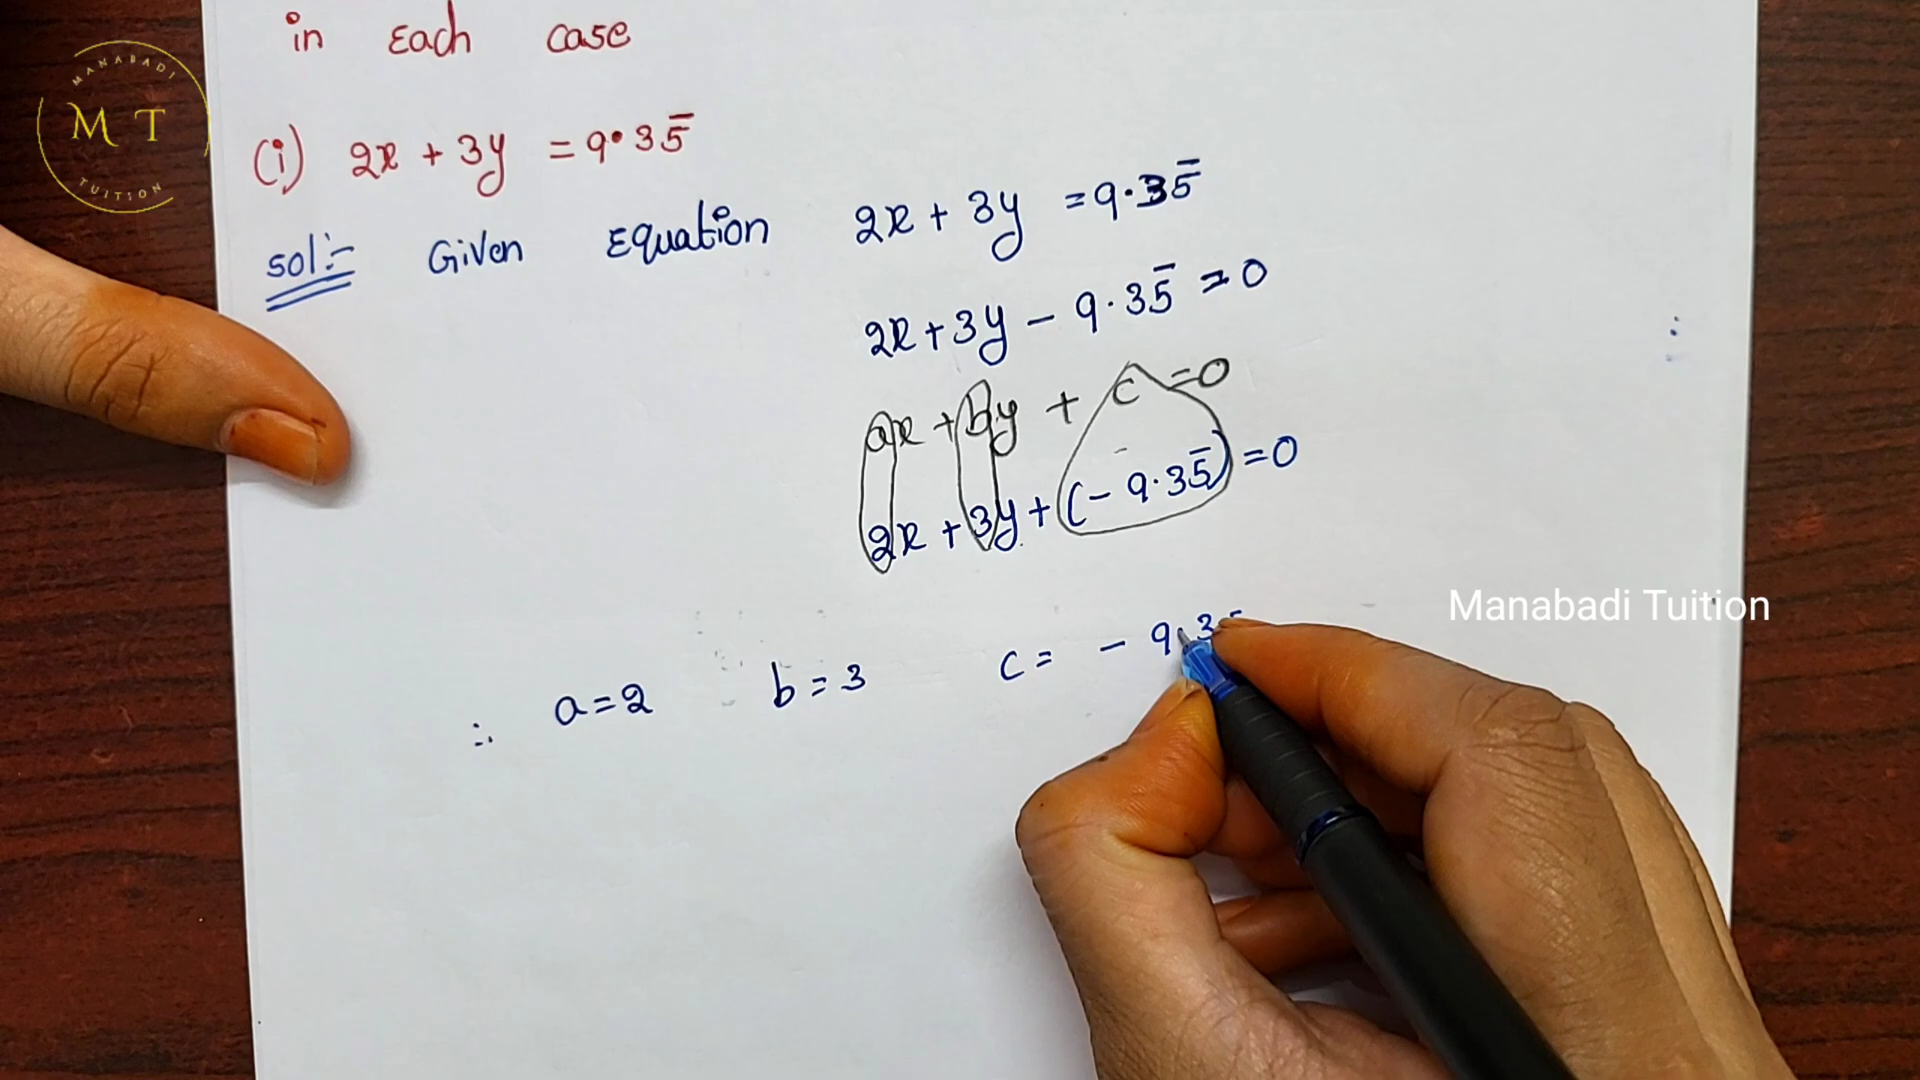 in Each case
MANABADI
M T
TUITION
(i) 2x + 3y = 9.35̅
sol:- Given Equation 2x + 3y = 9.35̅
2x + 3y - 9.35̅ = 0
ax + by + c = 0
2x + 3y + (- 9.35̅) = 0
Manabadi Tuition
∴ a = 2 b = 3 c = - 9.3